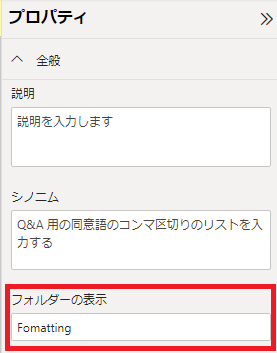 プロパティ
全般
説明
説明を入力します
シノニム
Q&A 用の同意語のコンマ区切りのリストを入
力する
フォルダーの表示
Fomatting